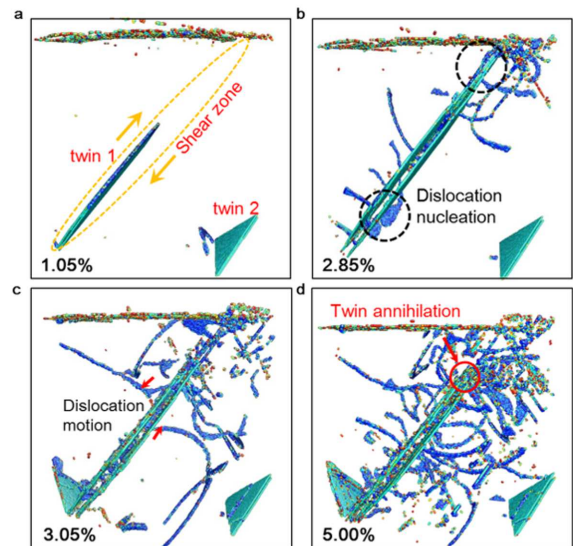 a
Shear zone
twin 1
twin 2
1.05%
b
Dislocation
nucleation
2.85%
c
Dislocation
motion
3.05%
d
Twin annihilation
5.00%